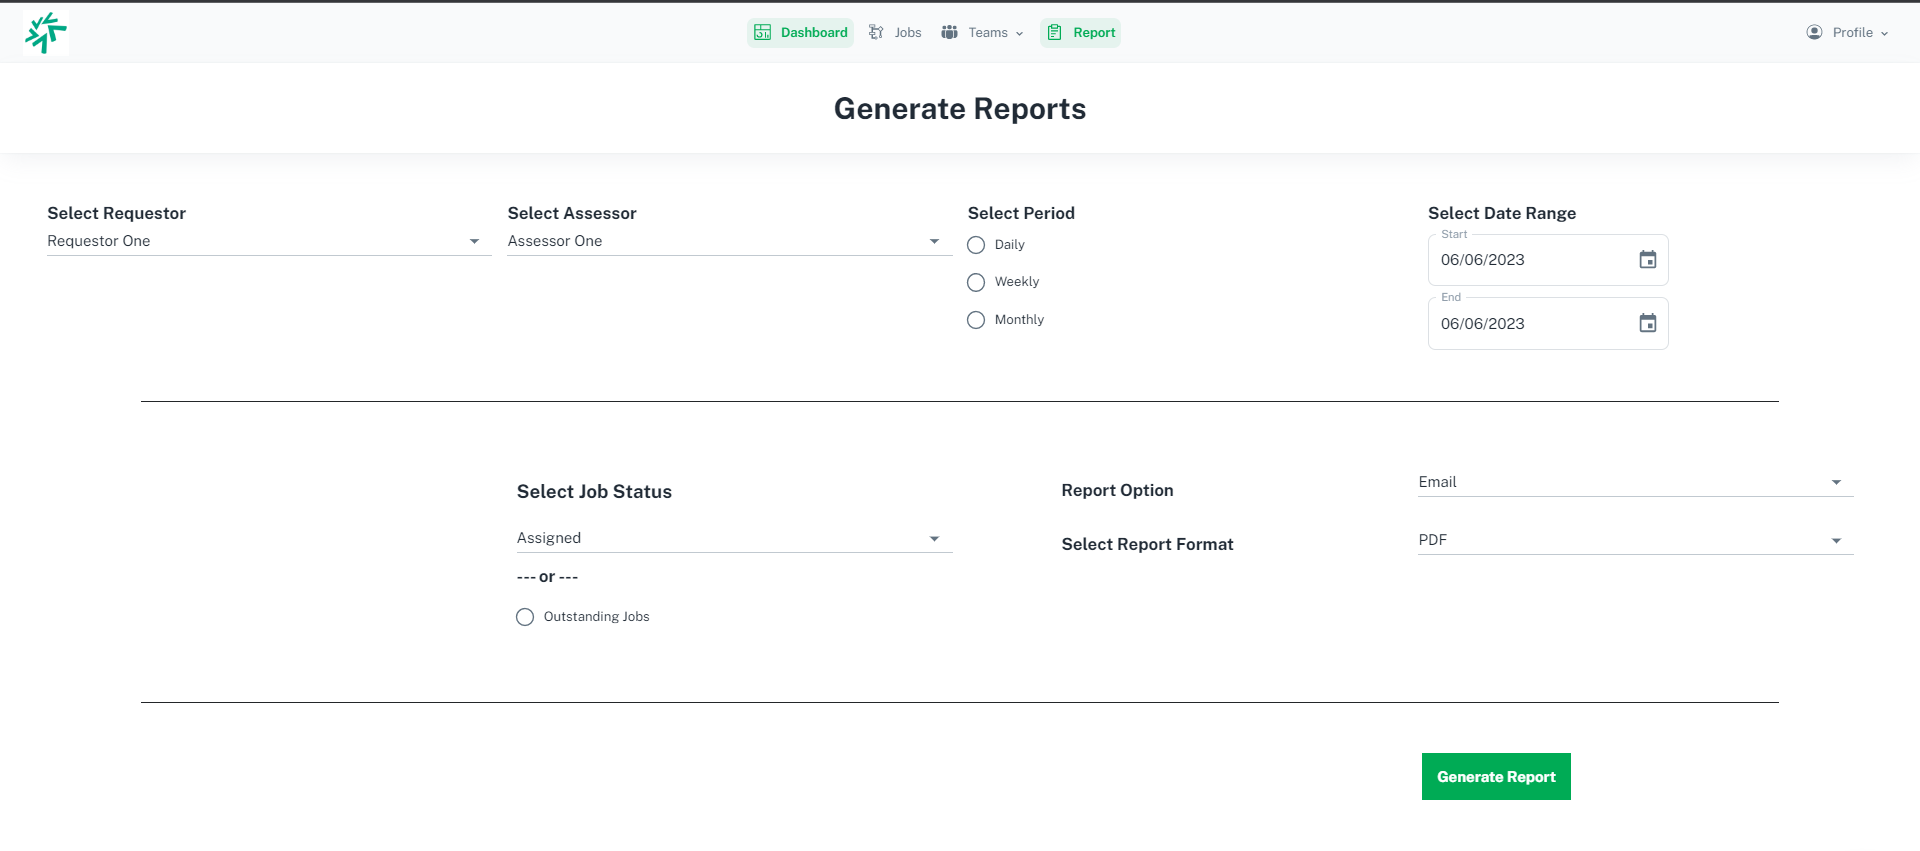 Dashboard
Jobs
Teams
Report
Profile
Generate Reports
Select Requestor
Requestor One
Select Assessor
Assessor One
Select Period
Daily
Weekly
Monthly
Select Date Range
Start
06/06/2023
End
06/06/2023
Select Job Status
Assigned
--- or ---
Outstanding Jobs
Report Option
Email
Select Report Format
PDF
Generate Report